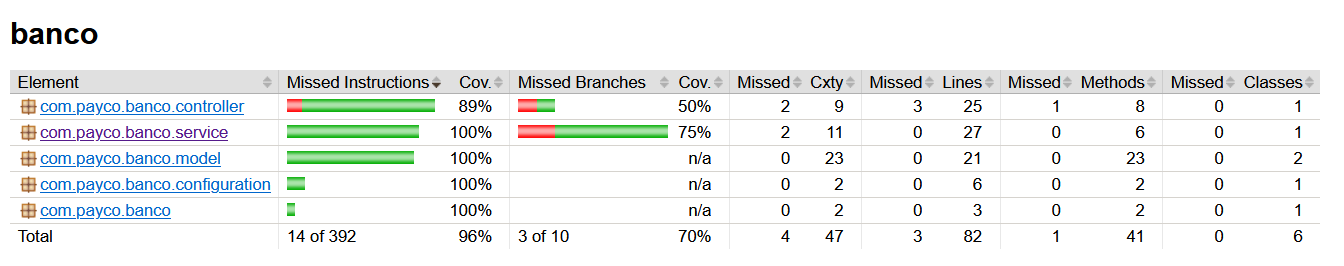 banco
Element Missed Instructions Cov. Missed Branches Cov. Missed Cxty Missed Lines Missed Methods Missed Classes
com.payco.banco.controller 89% 50% 2 9 3 25 1 8 0 1
com.payco.banco.service 100% 75% 2 11 0 27 0 6 0 1
com.payco.banco.model 100% n/a 0 23 0 21 0 23 0 2
com.payco.banco.configuration 100% n/a 0 2 0 6 0 2 0 1
com.payco.banco 100% n/a 0 2 0 3 0 2 0 1
Total 14 of 392 96% 3 of 10 70% 4 47 3 82 1 41 0 6